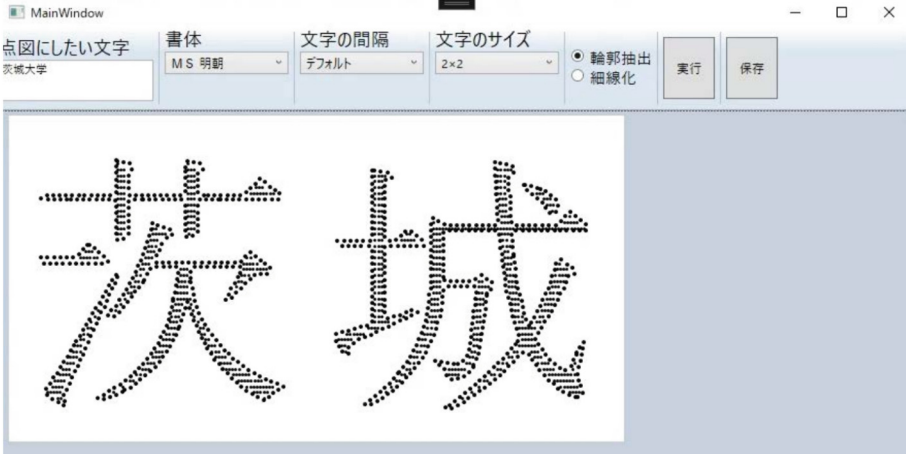 MainWindow
点図にしたい文字
茨城大学
書体
ＭＳ 明朝
文字の間隔
デフォルト
文字のサイズ
2×2
輪郭抽出
細線化
実行
保存
茨城